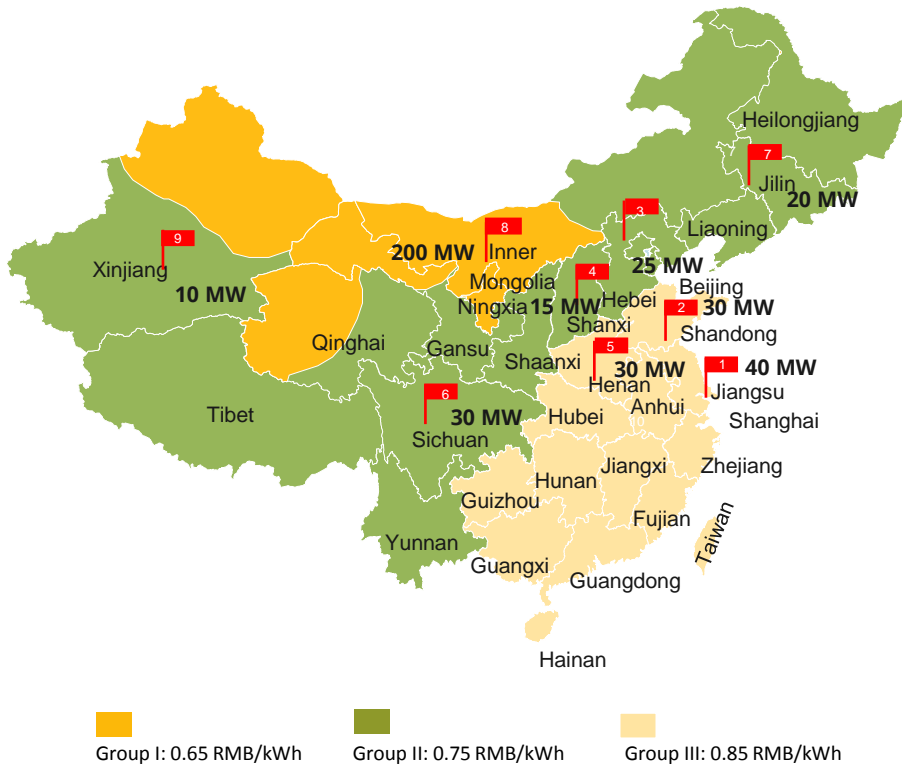 Heilongjiang
7
Jilin
20 MW
3
Liaoning
8
9
200 MW
Inner
Xinjiang
4
25 MW
Mongolia
Beijing
10 MW
Ningxia
15 MW
Hebei
2
30 MW
Shanxi
Shandong
Qinghai
Gansu
5
Shaanxi
30 MW
1
40 MW
Henan
Jiangsu
6
Anhui
Tibet
30 MW
Hubei
Shanghai
Sichuan
Jiangxi
Zhejiang
Hunan
Guizhou
Fujian
Taiwan
Yunnan
Guangxi
Guangdong
Hainan
Group I: 0.65 RMB/kWh
Group II: 0.75 RMB/kWh
Group III: 0.85 RMB/kWh